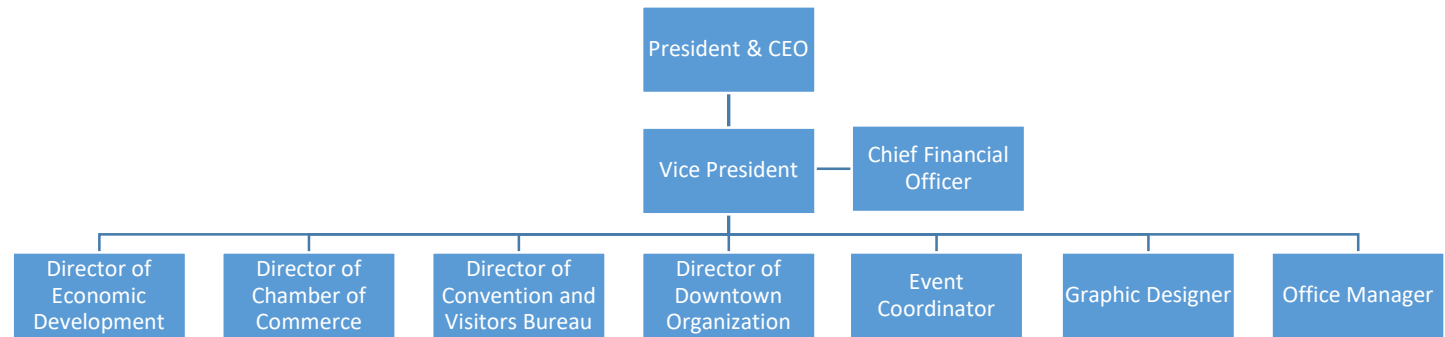 President & CEO
Vice President
Chief Financial
Officer
Director of
Economic
Development
Director of
Chamber of
Commerce
Director of
Convention and
Visitors Bureau
Director of
Downtown
Organization
Event
Coordinator
Graphic Designer
Office Manager